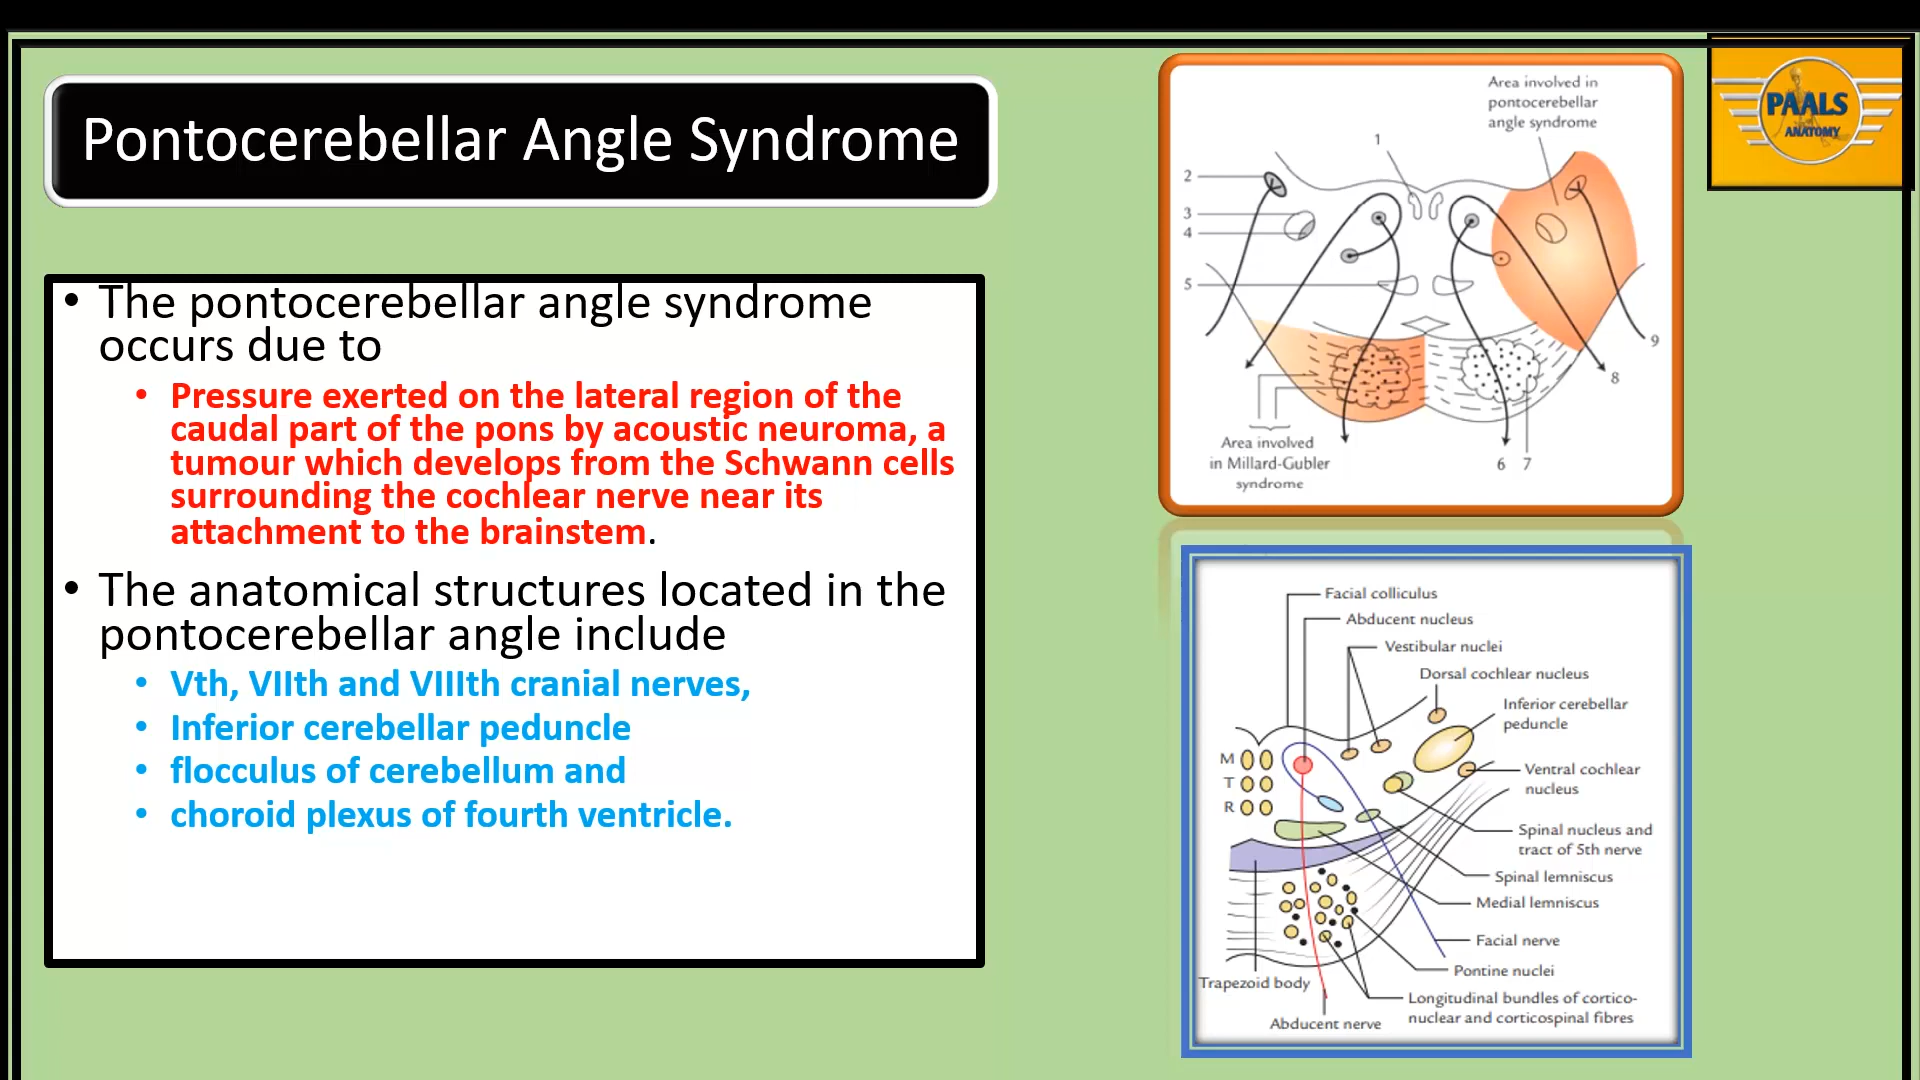 Pontocerebellar Angle Syndrome
• The pontocerebellar angle syndrome
occurs due to
• Pressure exerted on the lateral region of the
caudal part of the pons by acoustic neuroma, a
tumour which develops from the Schwann cells
surrounding the cochlear nerve near its
attachment to the brainstem.
• The anatomical structures located in the
pontocerebellar angle include
• Vth, VIIth and VIIIth cranial nerves,
• Inferior cerebellar peduncle
• flocculus of cerebellum and
• choroid plexus of fourth ventricle.
Area involved in
pontocerebellar
angle syndrome
1
2
3
4
5
9
8
6 7
Area involved
in Millard-Gubler
syndrome
PAALS
ANATOMY
Facial colliculus
Abducent nucleus
Vestibular nuclei
Dorsal cochlear nucleus
Inferior cerebellar
peduncle
M
T
R
Ventral cochlear
nucleus
Spinal nucleus and
tract of 5th nerve
Spinal lemniscus
Medial lemniscus
Facial nerve
Pontine nuclei
Trapezoid body
Longitudinal bundles of cortico-
nuclear and corticospinal fibres
Abducent nerve